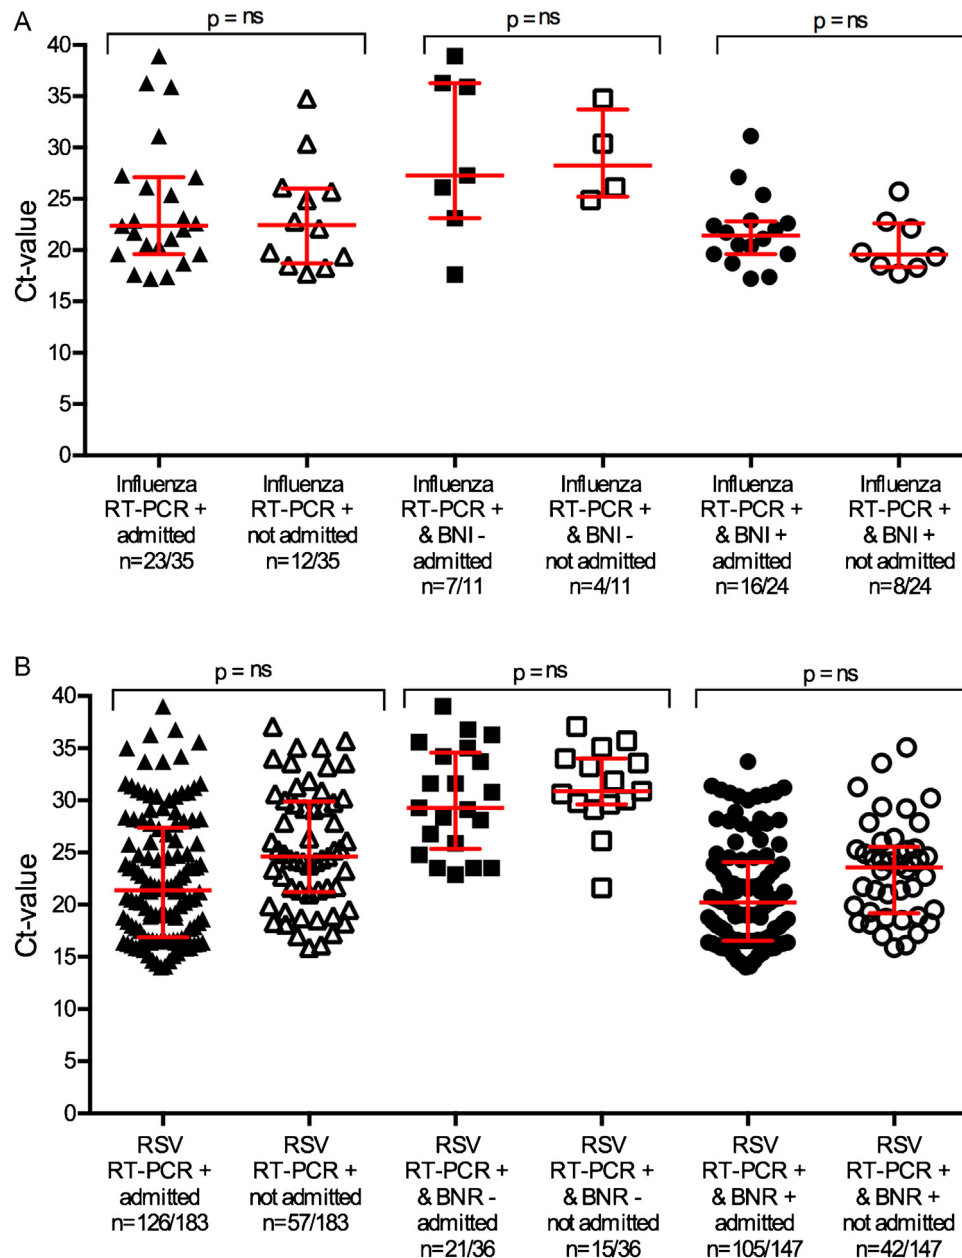 A
p = ns
p = ns
p = ns
Ct-value
40
35
30
25
20
15
10
5
0
Influenza
RT-PCR +
admitted
n=23/35
Influenza
RT-PCR +
not admitted
n=12/35
Influenza
RT-PCR +
& BNI -
admitted
n=7/11
Influenza
RT-PCR +
& BNI -
not admitted
n=4/11
Influenza
RT-PCR +
& BNI +
admitted
n=16/24
Influenza
RT-PCR +
& BNI +
not admitted
n=8/24
B
p = ns
p = ns
p = ns
Ct-value
40
35
30
25
20
15
10
5
0
RSV
RT-PCR +
admitted
n=126/183
RSV
RT-PCR +
not admitted
n=57/183
RSV
RT-PCR +
& BNR -
admitted
n=21/36
RSV
RT-PCR +
& BNR -
not admitted
n=15/36
RSV
RT-PCR +
& BNR +
admitted
n=105/147
RSV
RT-PCR +
& BNR +
not admitted
n=42/147